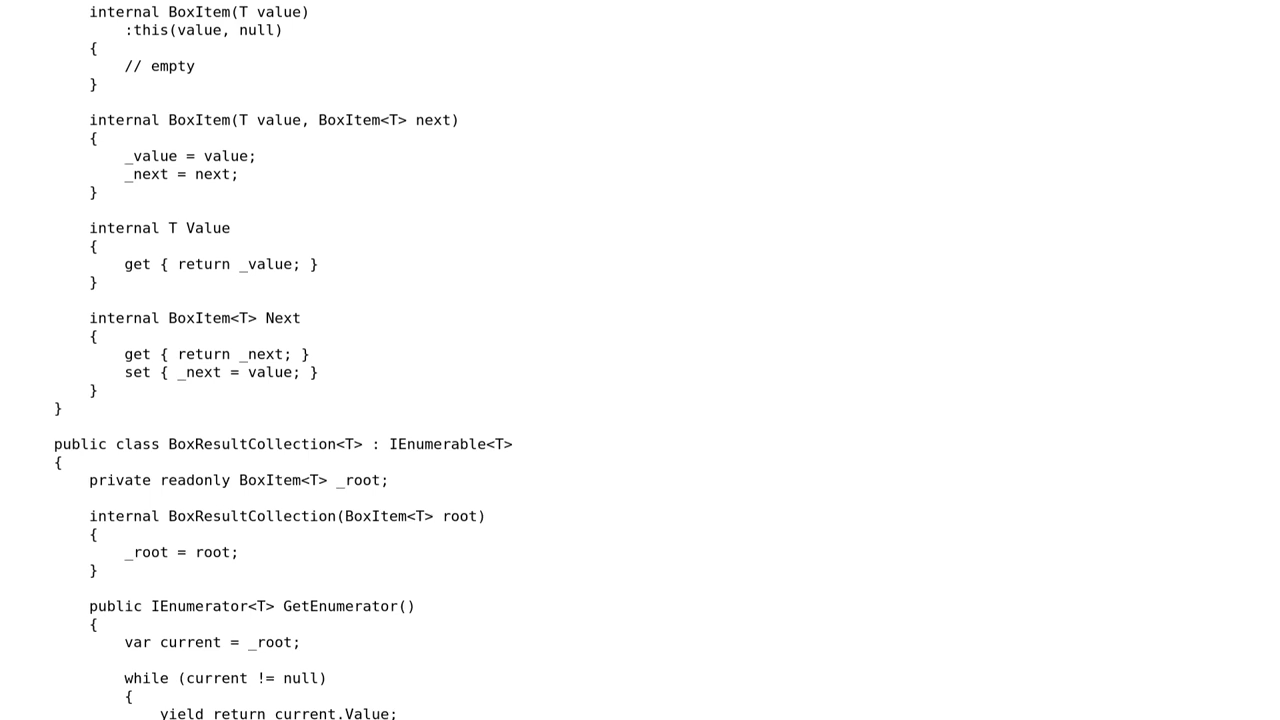 internal BoxItem(T value)
        :this(value, null)
    {
        // empty
    }

    internal BoxItem(T value, BoxItem<T> next)
    {
        _value = value;
        _next = next;
    }

    internal T Value
    {
        get { return _value; }
    }

    internal BoxItem<T> Next
    {
        get { return _next; }
        set { _next = value; }
    }
}

public class BoxResultCollection<T> : IEnumerable<T>
{
    private readonly BoxItem<T> _root;

    internal BoxResultCollection(BoxItem<T> root)
    {
        _root = root;
    }

    public IEnumerator<T> GetEnumerator()
    {
        var current = _root;

        while (current != null)
        {
            yield return current.Value;